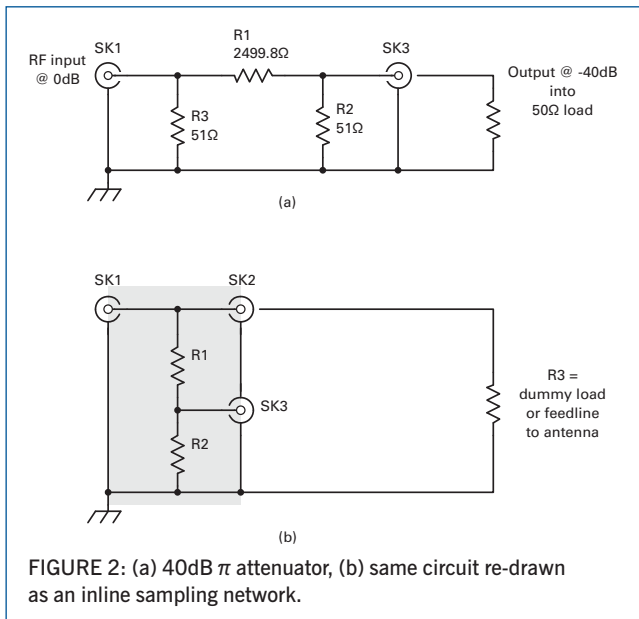 RF input
@ 0dB
SK1
R1
2499.8Ω
SK3
Output @ -40dB
into
50Ω load
R3
51Ω
R2
51Ω
(a)
SK1
SK2
R1
SK3
R2
R3 =
dummy load
or feedline
to antenna
(b)
FIGURE 2: (a) 40dB π attenuator, (b) same circuit re-drawn
as an inline sampling network.